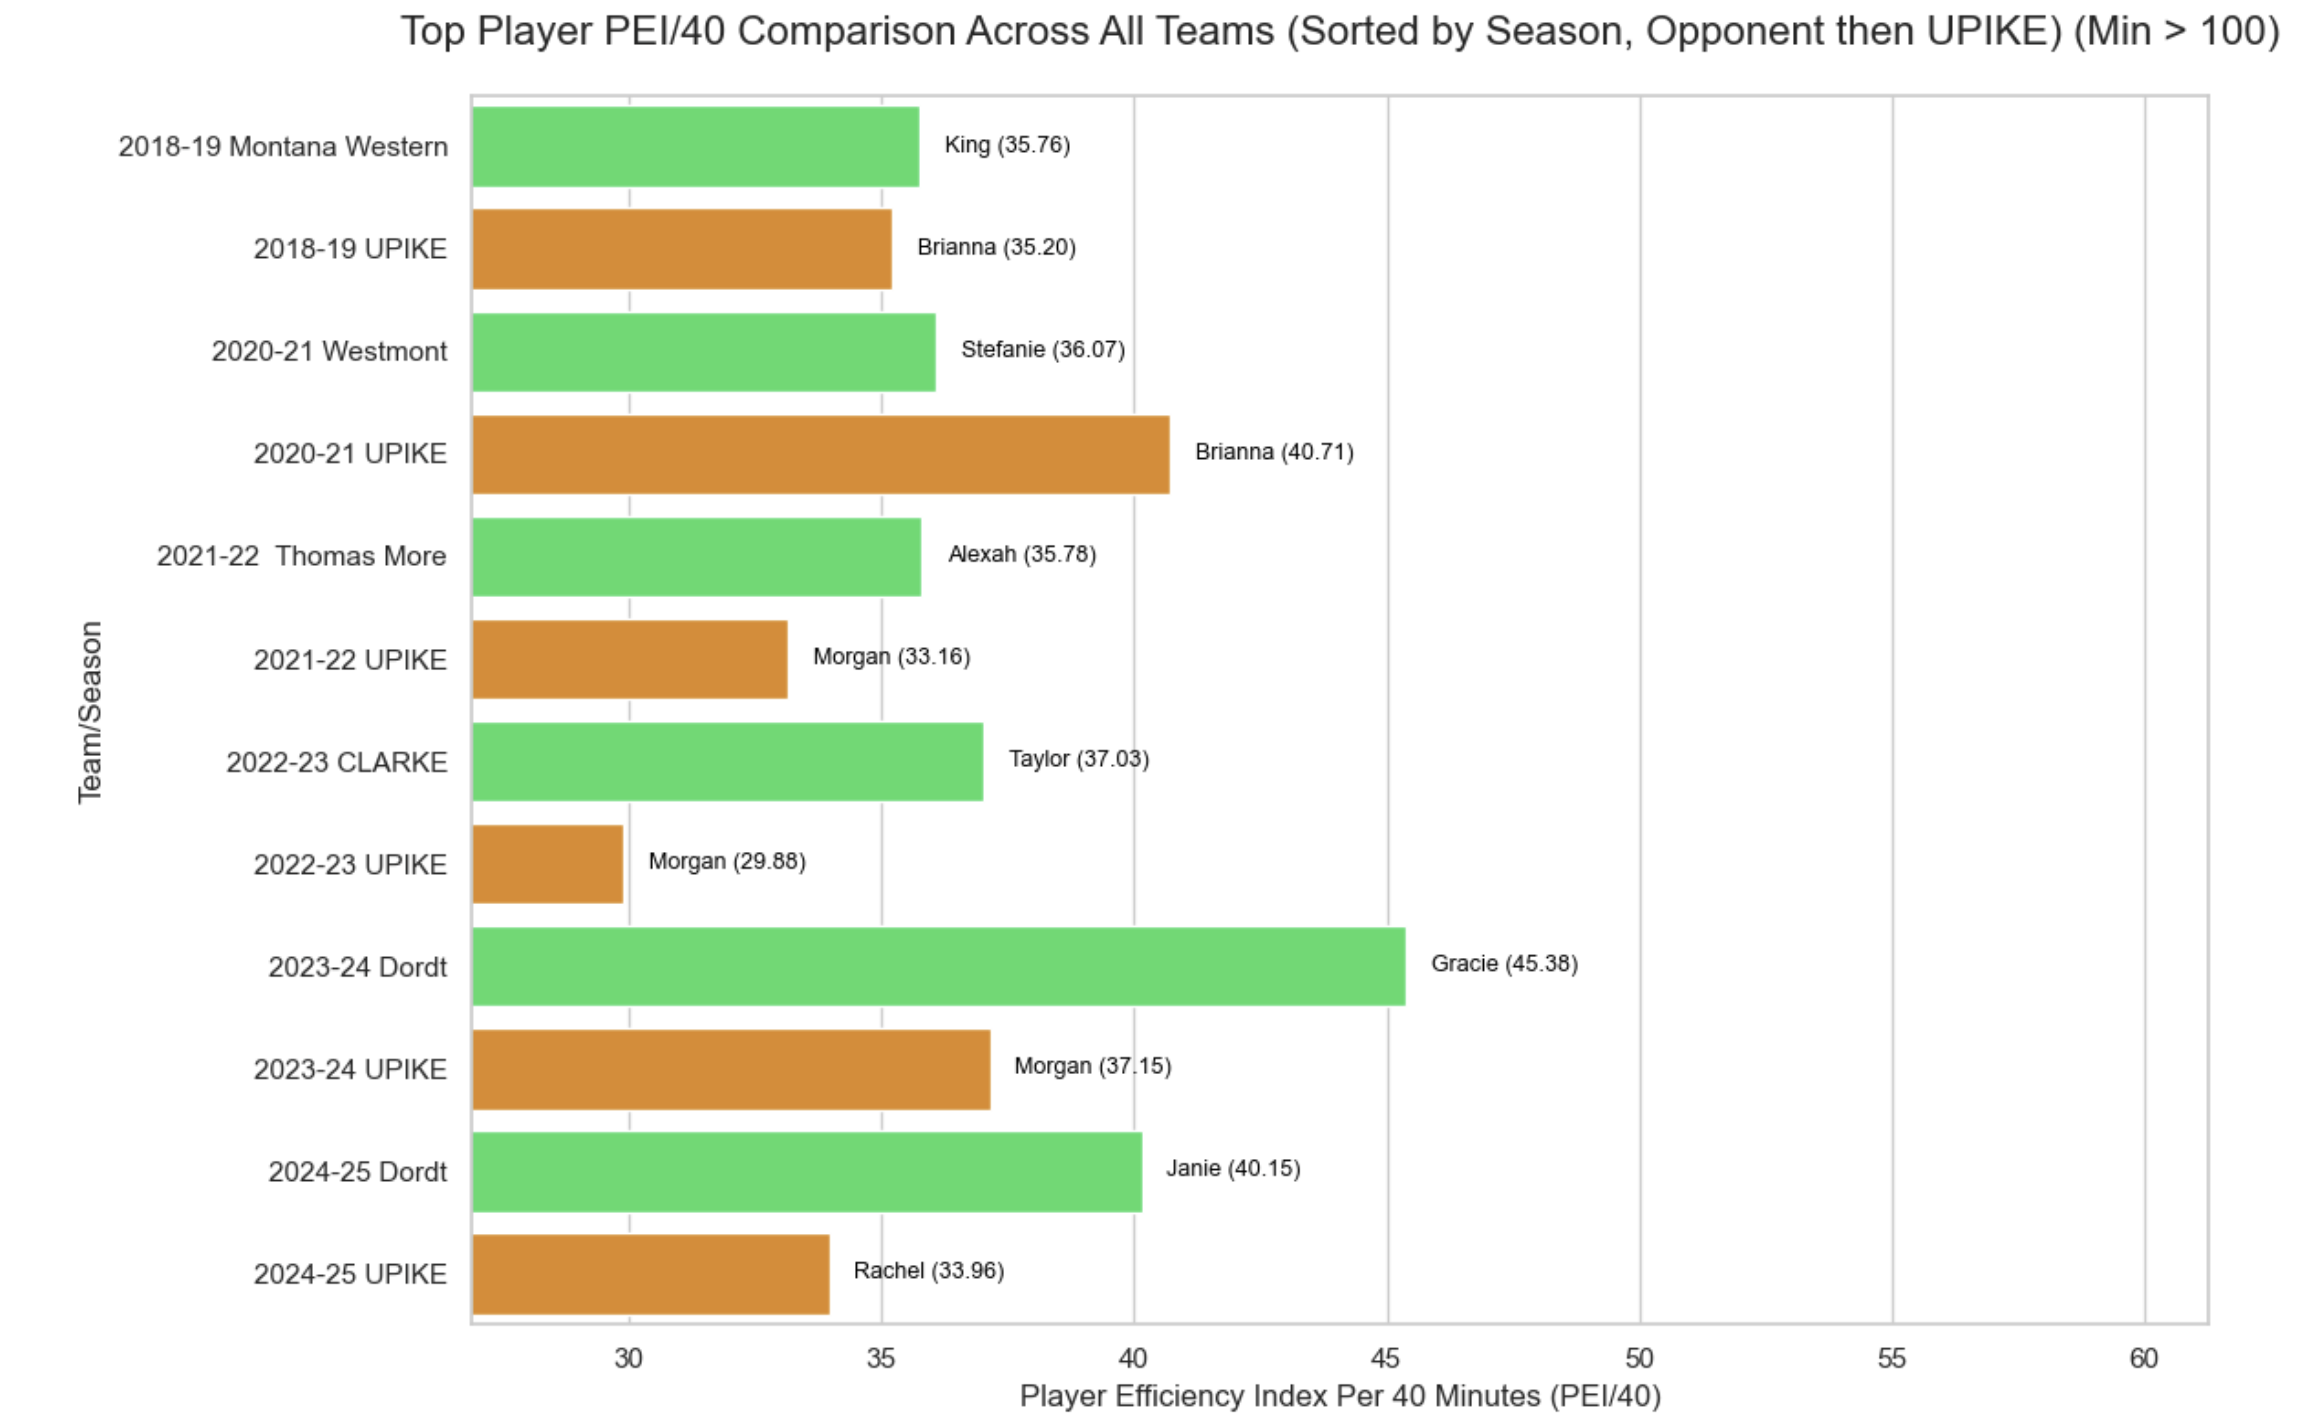 Top Player PEI/40 Comparison Across All Teams (Sorted by Season, Opponent then UPIKE) (Min > 100)
2018-19 Montana Western
King (35.76)
2018-19 UPIKE
Brianna (35.20)
2020-21 Westmont
Stefanie (36.07)
2020-21 UPIKE
Brianna (40.71)
2021-22  Thomas More
Alexah (35.78)
2021-22 UPIKE
Morgan (33.16)
2022-23 CLARKE
Taylor (37.03)
2022-23 UPIKE
Morgan (29.88)
2023-24 Dordt
Gracie (45.38)
2023-24 UPIKE
Morgan (37.15)
2024-25 Dordt
Janie (40.15)
2024-25 UPIKE
Rachel (33.96)
Team/Season
30 35 40 45 50 55 60
Player Efficiency Index Per 40 Minutes (PEI/40)